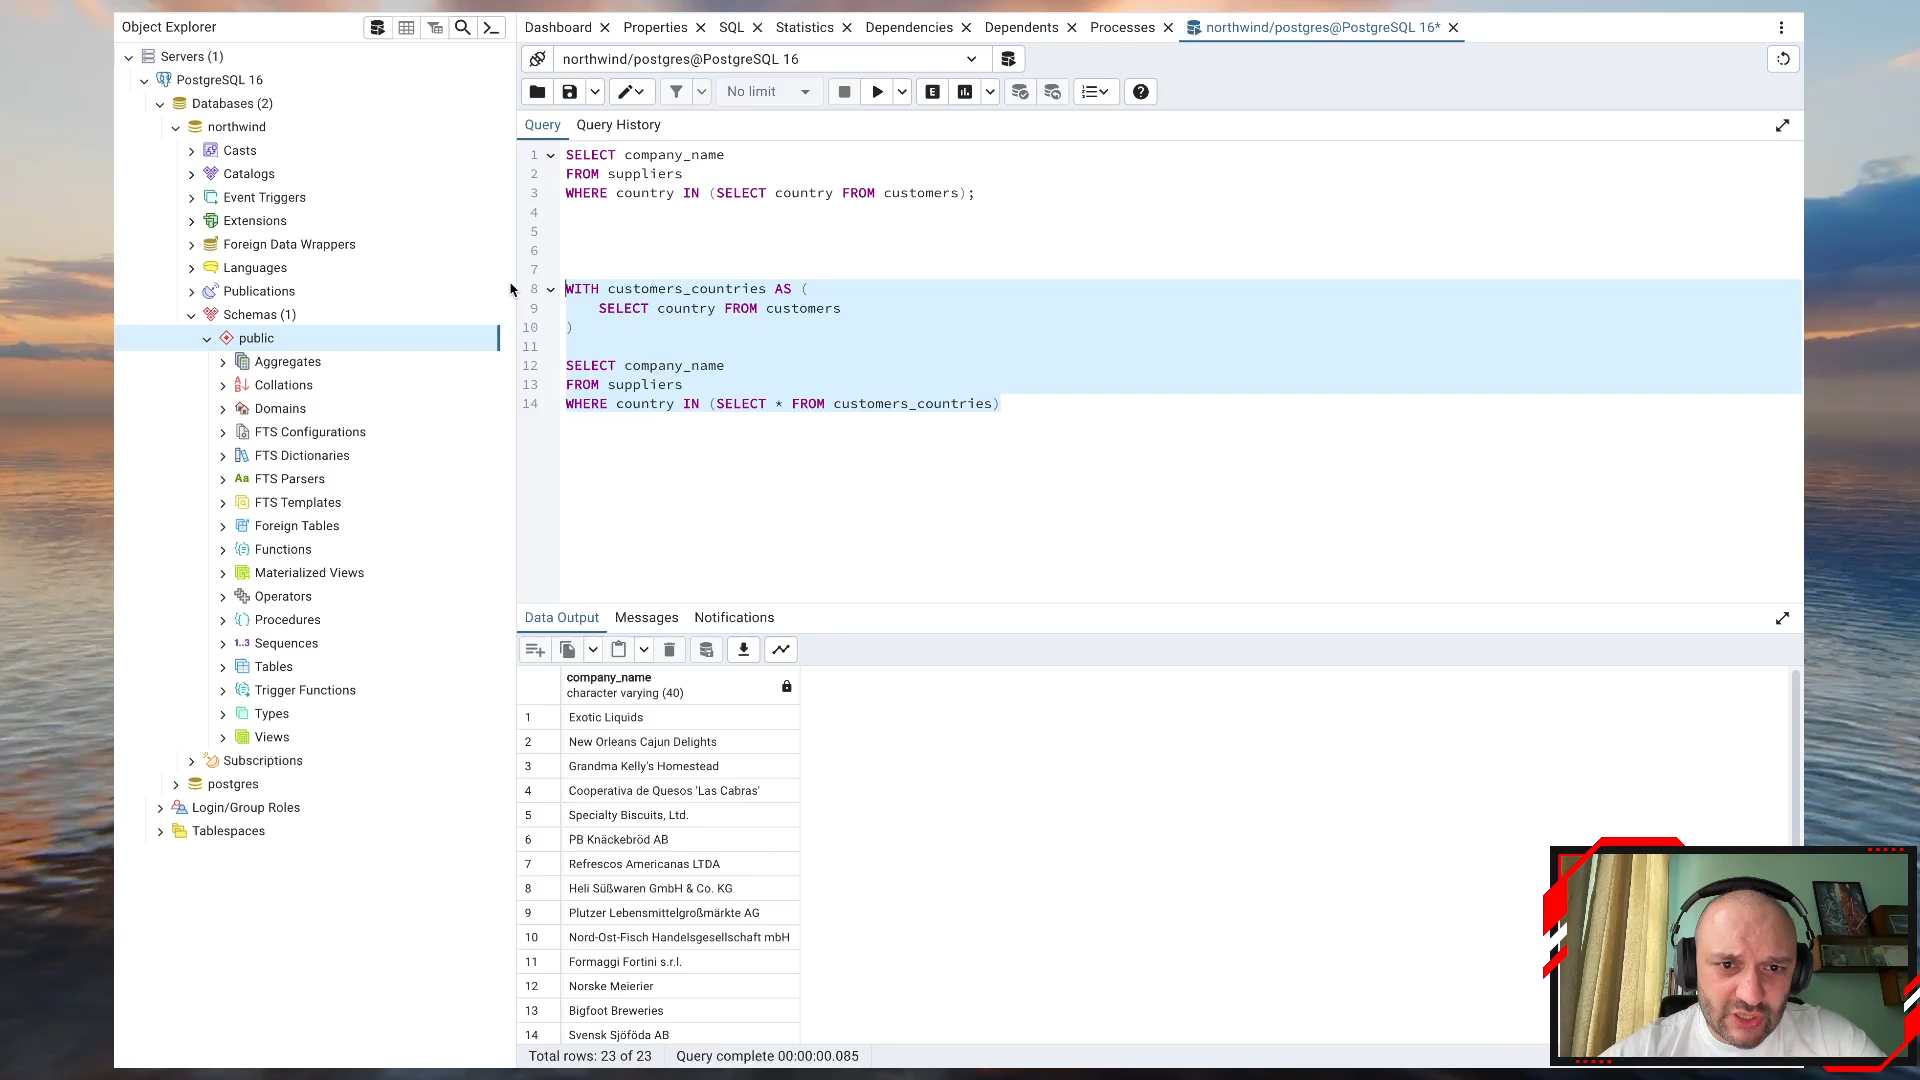 Object Explorer
Servers (1)
PostgreSQL 16
Databases (2)
northwind
Casts
Catalogs
Event Triggers
Extensions
Foreign Data Wrappers
Languages
Publications
Schemas (1)
public
Aggregates
Collations
Domains
FTS Configurations
FTS Dictionaries
FTS Parsers
FTS Templates
Foreign Tables
Functions
Materialized Views
Operators
Procedures
1..3 Sequences
Tables
Trigger Functions
Types
Views
Subscriptions
postgres
Login/Group Roles
Tablespaces
Dashboard Properties SQL Statistics Dependencies Dependents Processes northwind/postgres@PostgreSQL 16*
northwind/postgres@PostgreSQL 16
No limit
Query Query History
1 SELECT company_name
2 FROM suppliers
3 WHERE country IN (SELECT country FROM customers);
4
5
6
7
8 WITH customers_countries AS (
9 SELECT country FROM customers
10 )
11
12 SELECT company_name
13 FROM suppliers
14 WHERE country IN (SELECT * FROM customers_countries)
Data Output Messages Notifications
company_name
character varying (40)
1 Exotic Liquids
2 New Orleans Cajun Delights
3 Grandma Kelly's Homestead
4 Cooperativa de Quesos 'Las Cabras'
5 Specialty Biscuits, Ltd.
6 PB Knäckebröd AB
7 Refrescos Americanas LTDA
8 Heli Süßwaren GmbH & Co. KG
9 Plutzer Lebensmittelgroßmärkte AG
10 Nord-Ost-Fisch Handelsgesellschaft mbH
11 Formaggi Fortini s.r.l.
12 Norske Meierier
13 Bigfoot Breweries
14 Svensk Sjöföda AB
Total rows: 23 of 23 Query complete 00:00:00.085